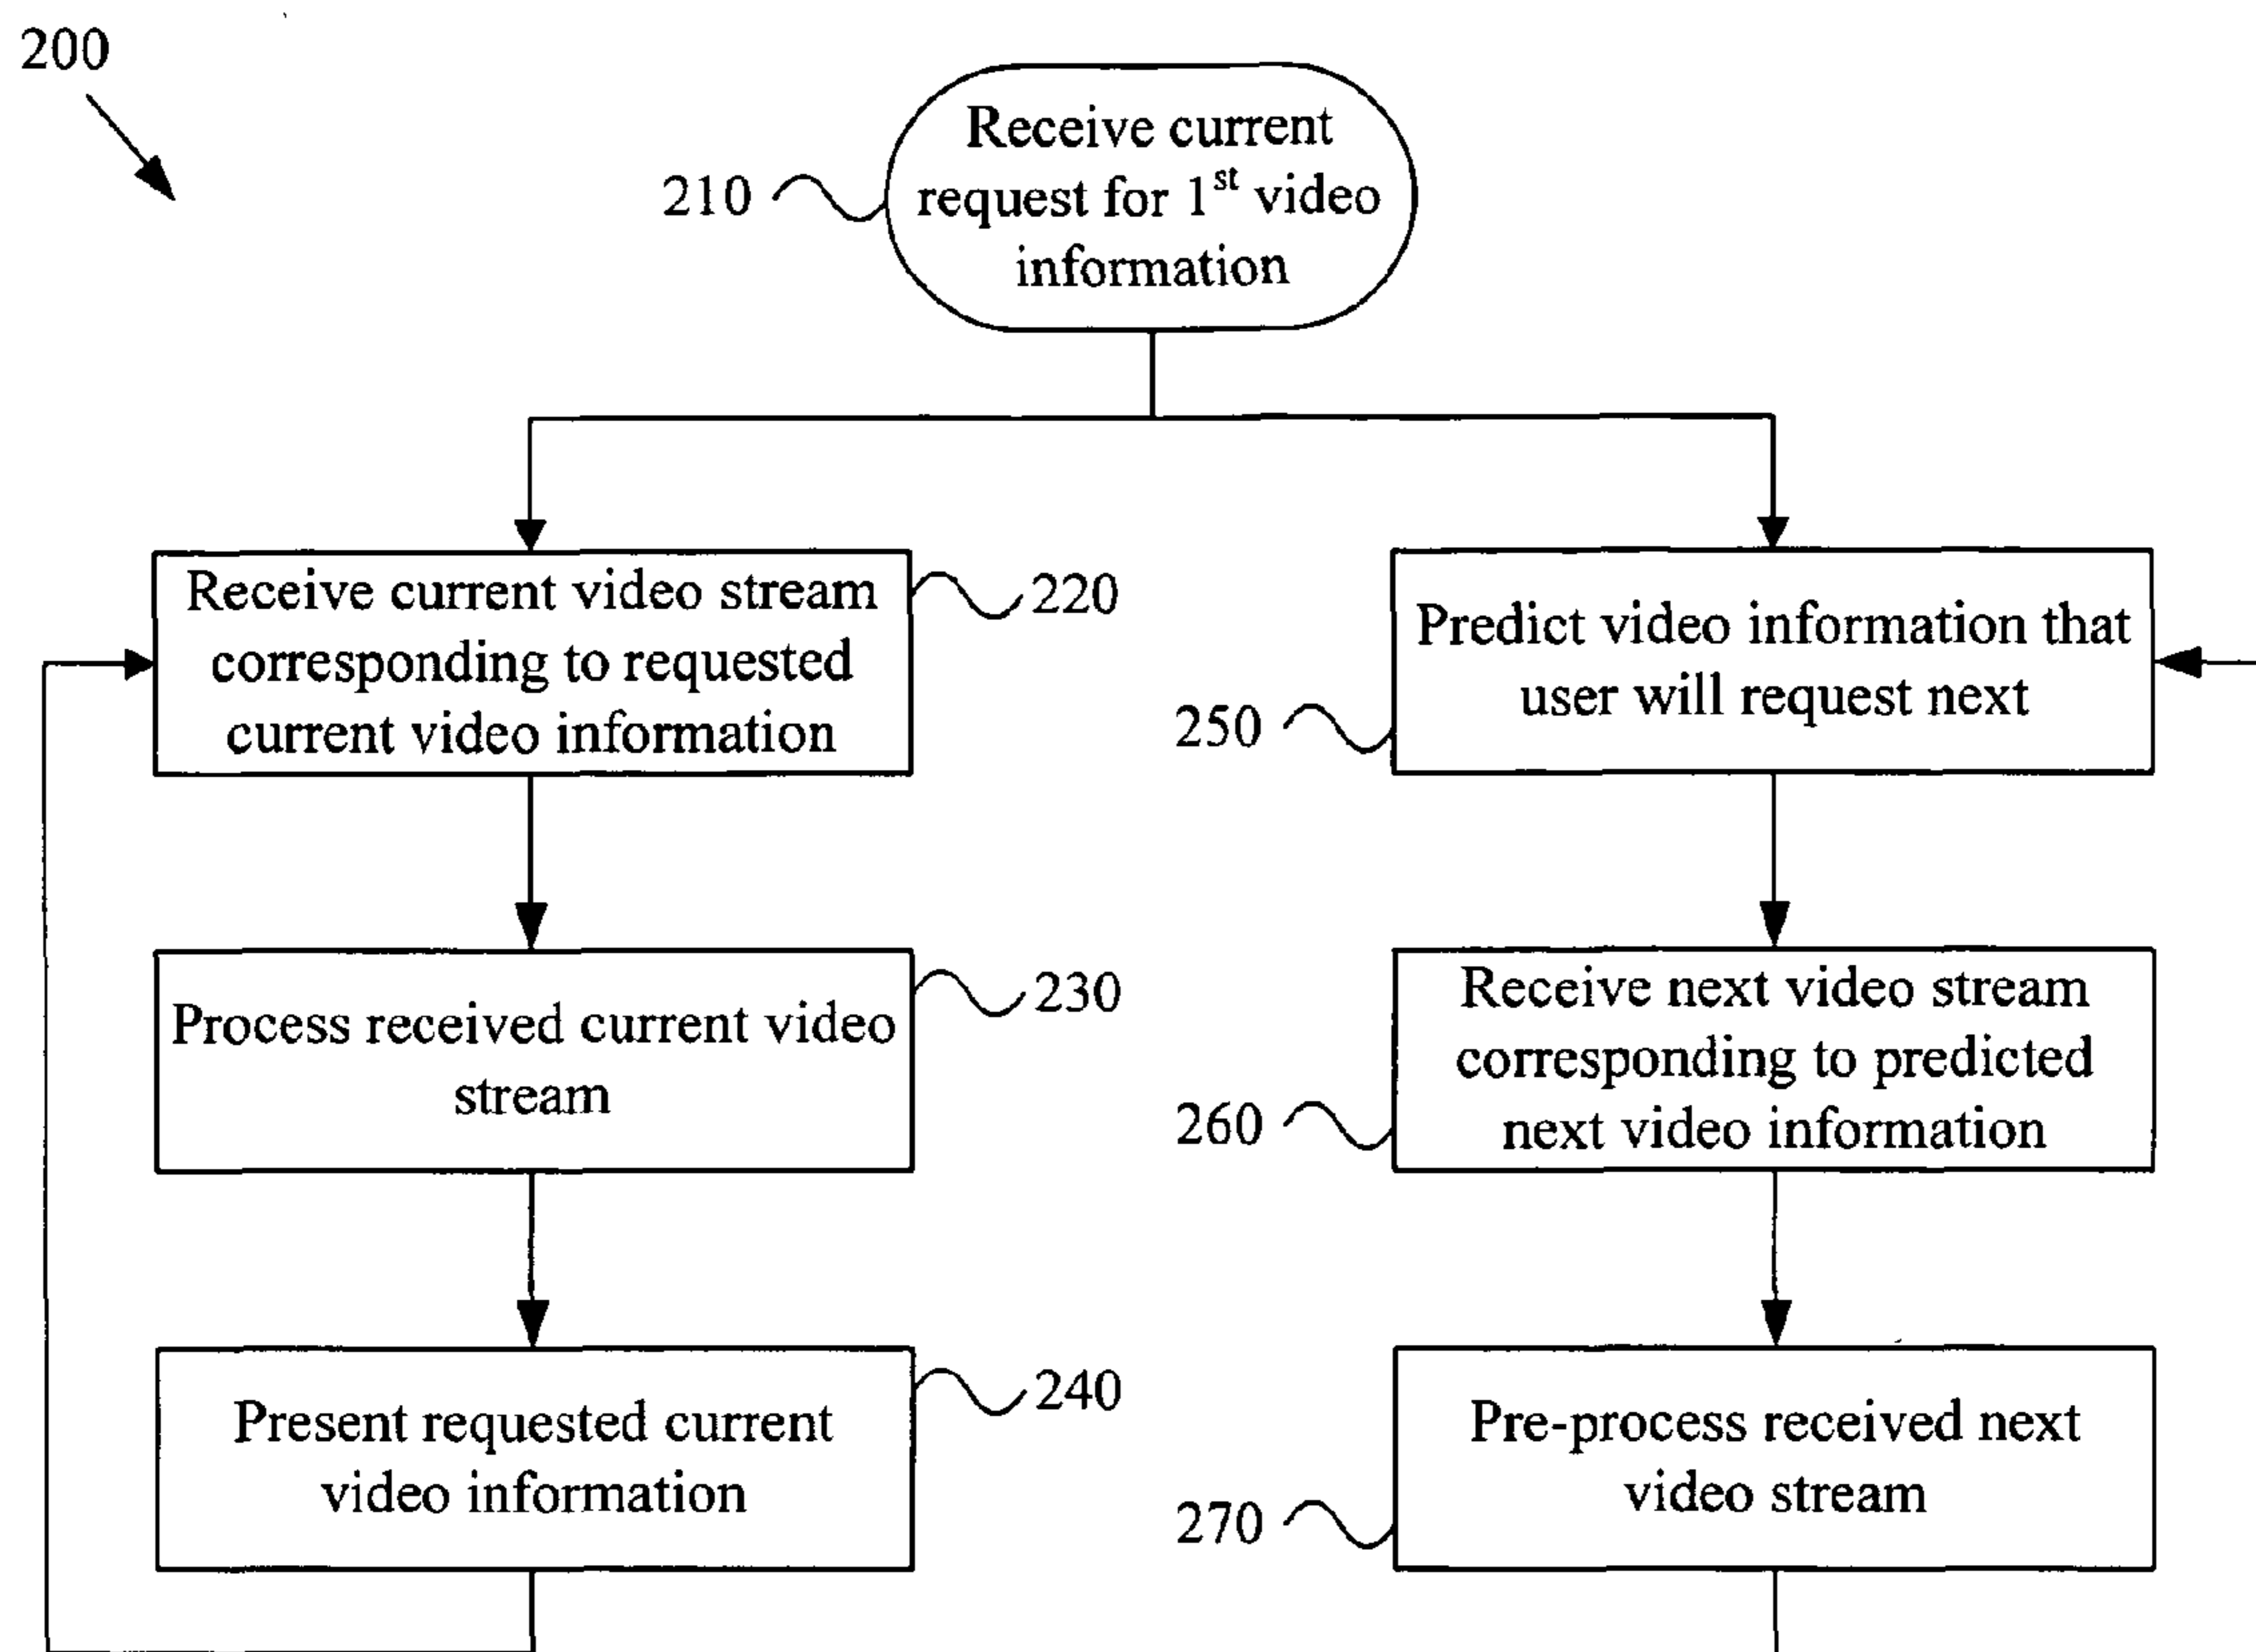 200
Receive current
request for 1st video
information
210
Receive current video stream
corresponding to requested
current video information
220
Predict video information that
user will request next
250
Process received current video
stream
230
Receive next video stream
corresponding to predicted
next video information
260
Present requested current
video information
240
Pre-process received next
video stream
270